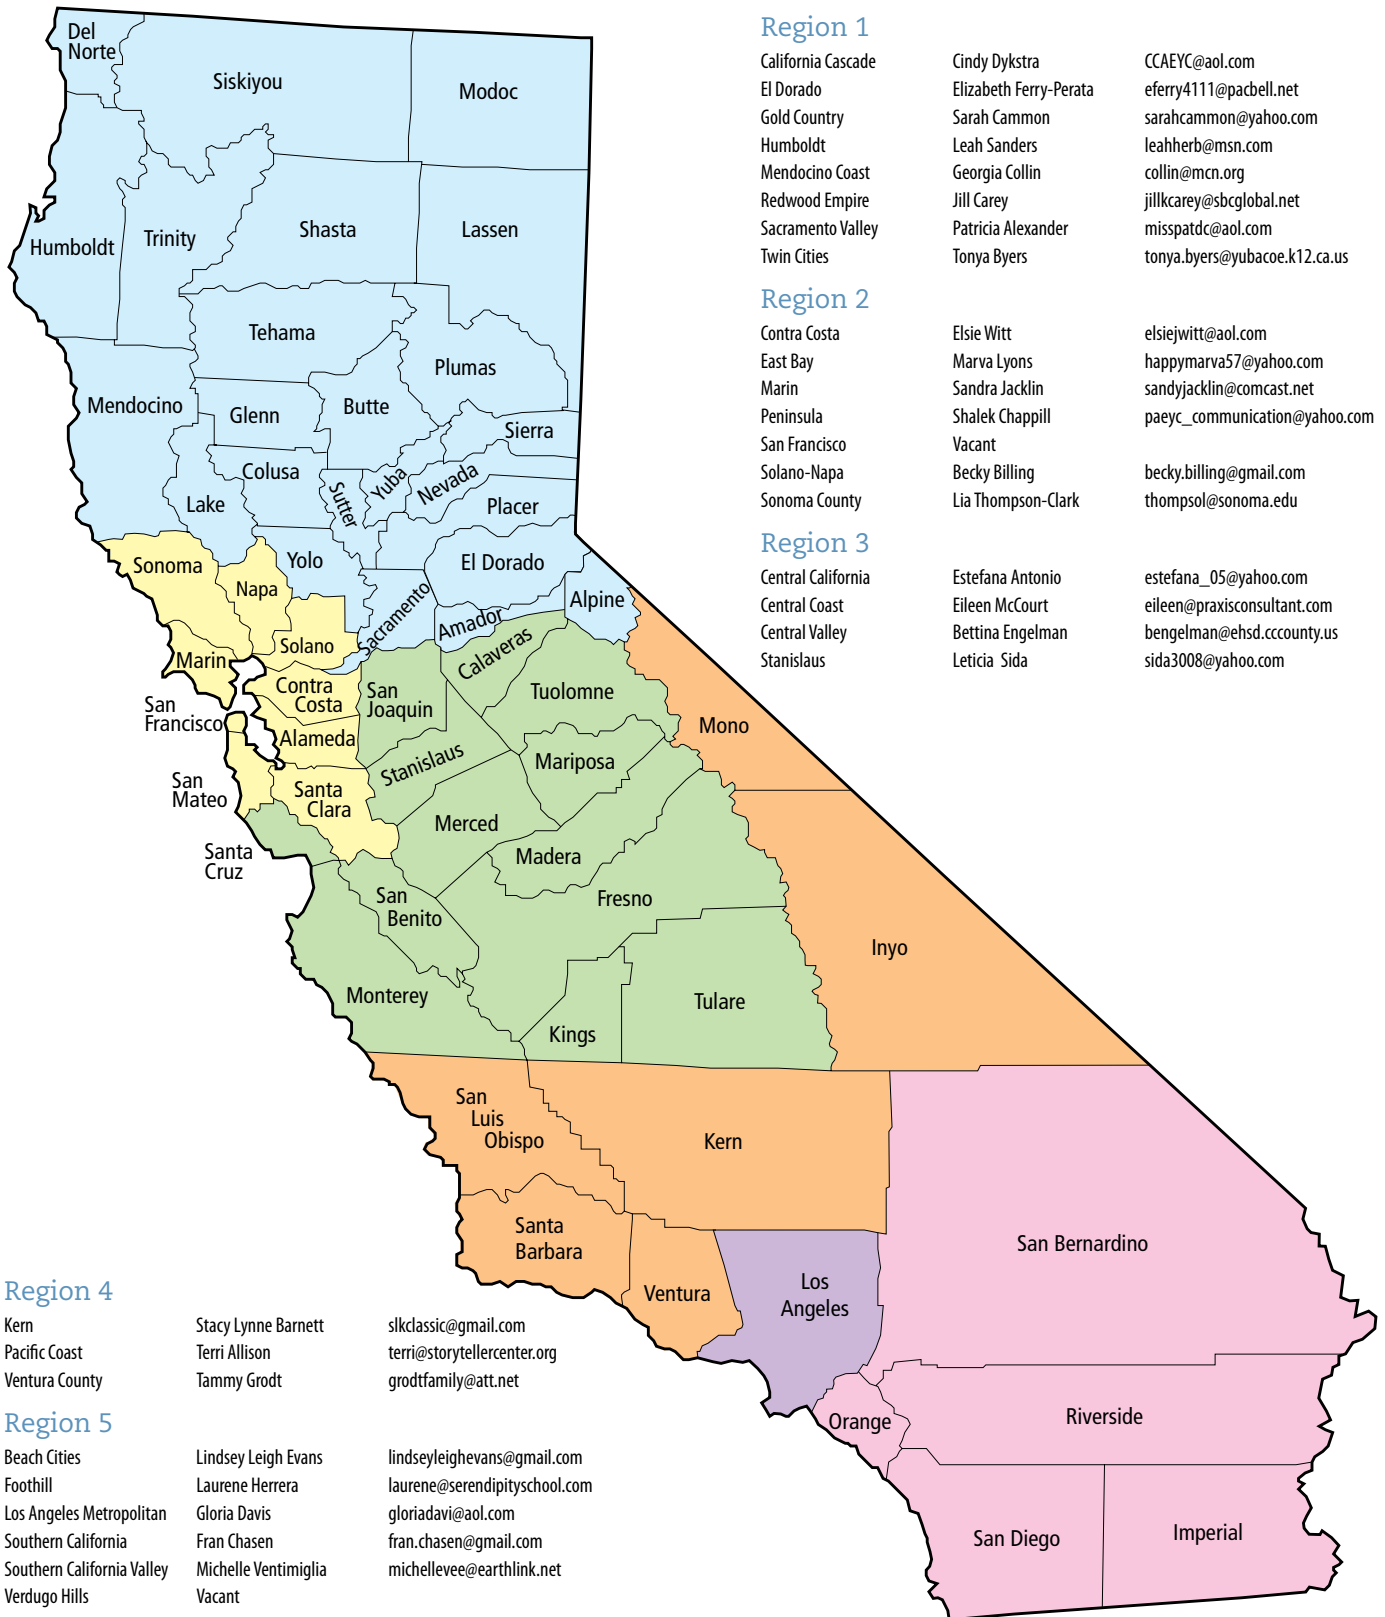 Del
Norte
Siskiyou
Modoc
Humboldt
Trinity
Shasta
Lassen
Tehama
Plumas
Mendocino
Glenn
Butte
Sierra
Colusa
Lake
Sutter
Yuba
Nevada
Placer
Sonoma
Napa
Yolo
El Dorado
Sacramento
Amador
Alpine
Solano
Marin
Calaveras
Contra
Costa
San
Joaquin
Tuolomne
San
Francisco
Alameda
Stanislaus
Mariposa
Mono
San
Mateo
Santa
Clara
Merced
Santa
Cruz
Madera
San
Benito
Fresno
Inyo
Monterey
Kings
Tulare
San
Luis
Obispo
Kern
Santa
Barbara
Ventura
Los
Angeles
San Bernardino
Orange
Riverside
San Diego
Imperial
Region 1
California Cascade Cindy Dykstra CCAEYC@aol.com
El Dorado Elizabeth Ferry-Perata eferry4111@pacbell.net
Gold Country Sarah Cammon sarahcammon@yahoo.com
Humboldt Leah Sanders leahherb@msn.com
Mendocino Coast Georgia Collin collin@mcn.org
Redwood Empire Jill Carey jillkcarey@sbcglobal.net
Sacramento Valley Patricia Alexander misspatdc@aol.com
Twin Cities Tonya Byers tonya.byers@yubacoe.k12.ca.us
Region 2
Contra Costa Elsie Witt elsiejwitt@aol.com
East Bay Marva Lyons happymarva57@yahoo.com
Marin Sandra Jacklin sandyjacklin@comcast.net
Peninsula Shalek Chappill paeyc_communication@yahoo.com
San Francisco Vacant
Solano-Napa Becky Billing becky.billing@gmail.com
Sonoma County Lia Thompson-Clark thompsol@sonoma.edu
Region 3
Central California Estefana Antonio estefana_05@yahoo.com
Central Coast Eileen McCourt eileen@praxisconsultant.com
Central Valley Bettina Engelman bengelman@ehsd.cccounty.us
Stanislaus Leticia Sida sida3008@yahoo.com
Region 4
Kern Stacy Lynne Barnett slkclassic@gmail.com
Pacific Coast Terri Allison terri@storytellercenter.org
Ventura County Tammy Grodt grodtfamily@att.net
Region 5
Beach Cities Lindsey Leigh Evans lindseyleighevans@gmail.com
Foothill Laurene Herrera laurene@serendipityschool.com
Los Angeles Metropolitan Gloria Davis gloriadavi@aol.com
Southern California Fran Chasen fran.chasen@gmail.com
Southern California Valley Michelle Ventimiglia michellevee@earthlink.net
Verdugo Hills Vacant